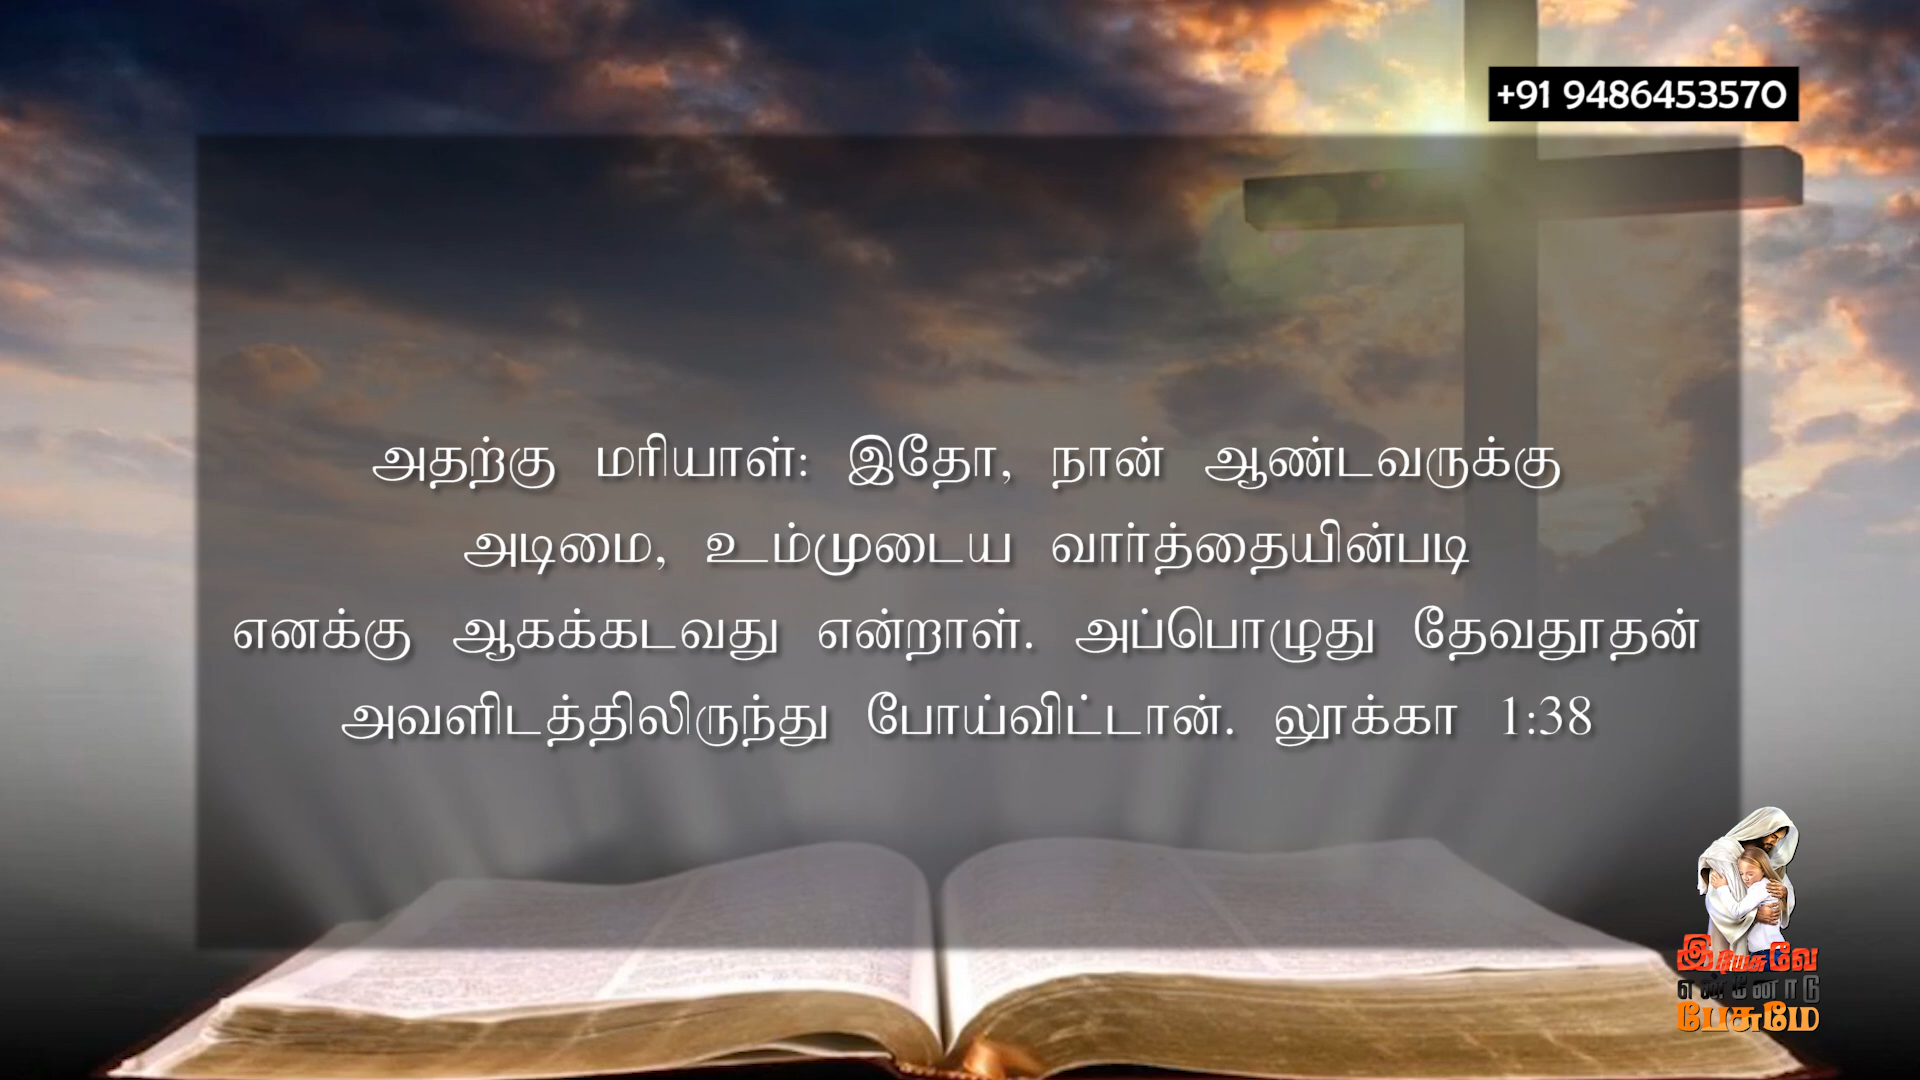 +91 9486453570
அதற்கு மரியாள்: இதோ, நான் ஆண்டவருக்கு
அடிமை, உம்முடைய வார்த்தையின்படி
எனக்கு ஆகக்கடவது என்றாள். அப்பொழுது தேவதூதன்
அவளிடத்திலிருந்து போய்விட்டான். லூக்கா 1:38
இயேசுவே
என்னோடு
பேசுமே